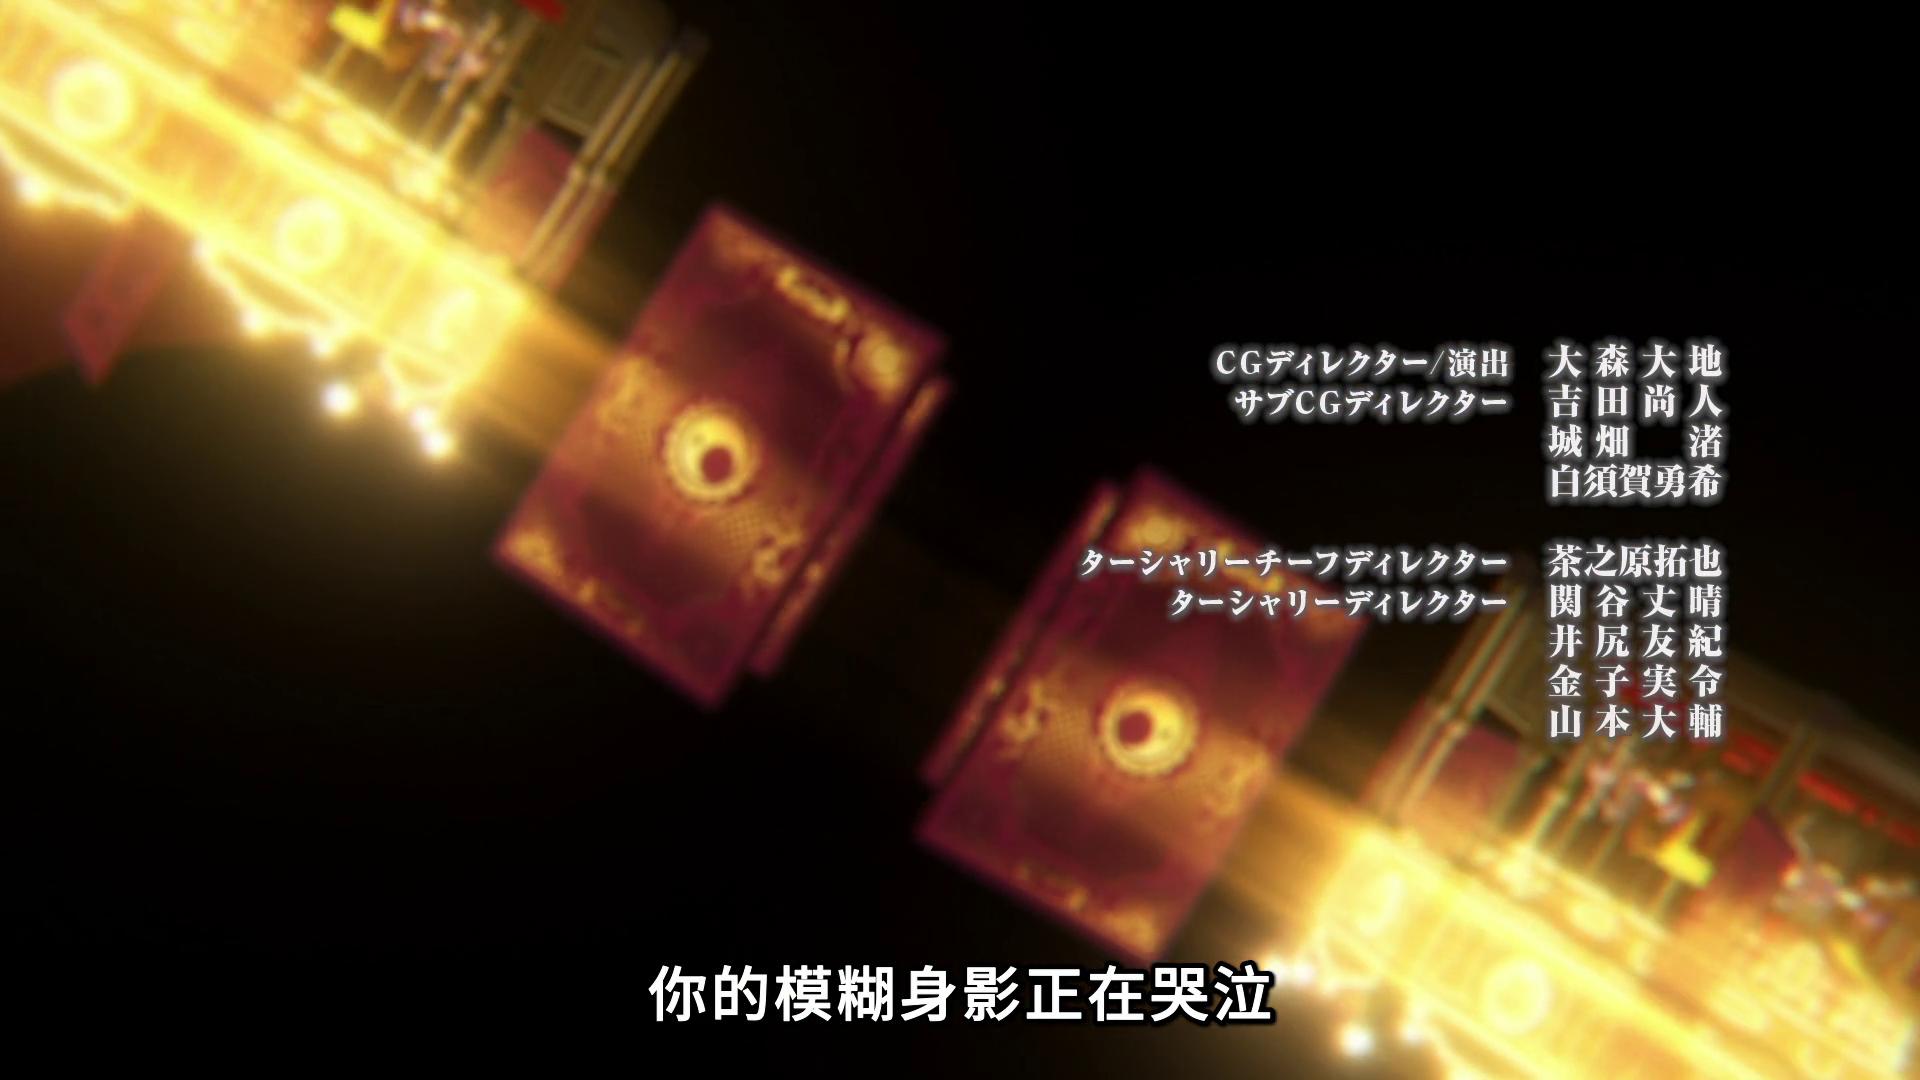 CGディレクター/演出 大森大地
サブCGディレクター 吉田尚人
城畑 渚
白須賀勇希
ターシャリーチーフディレクター 茶之原拓也
ターシャリーディレクター 関谷丈晴
井尻友紀
金子実令
山本大輔
你的模糊身影正在哭泣